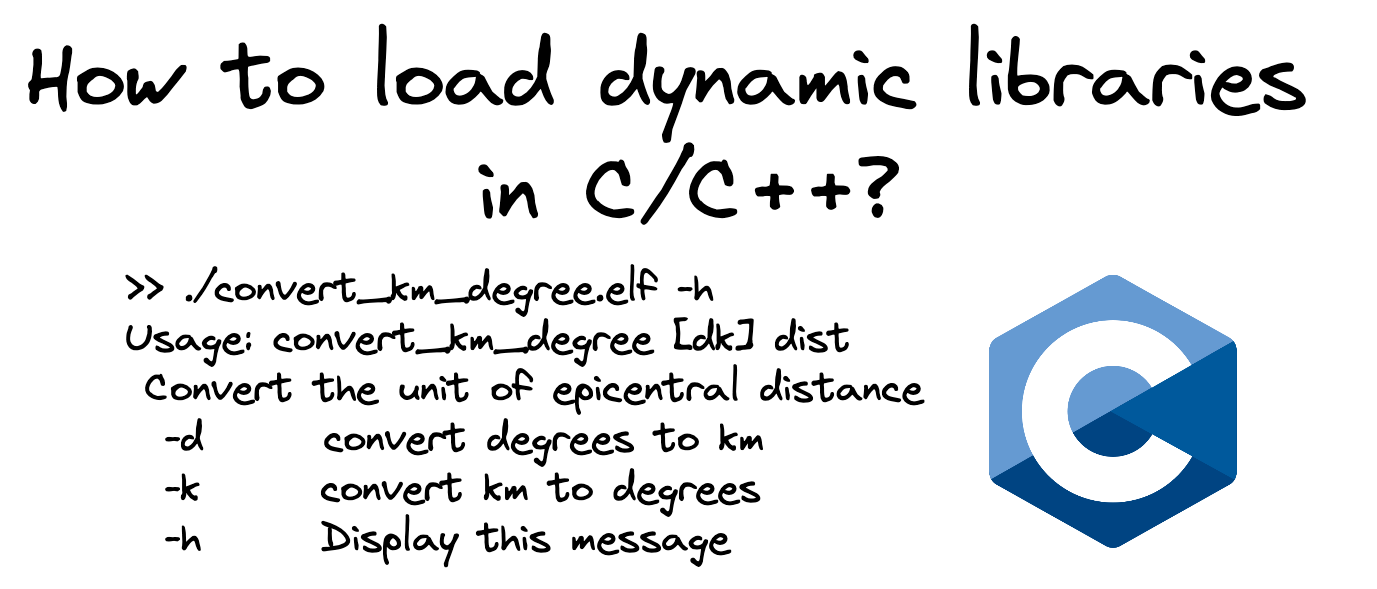 How to load dynamic libraries
in C/C++?
>> ./convert_km_degree.elf -h
Usage: convert_km_degree [dk] dist
Convert the unit of epicentral distance
-d convert degrees to km
-k convert km to degrees
-h Display this message
C